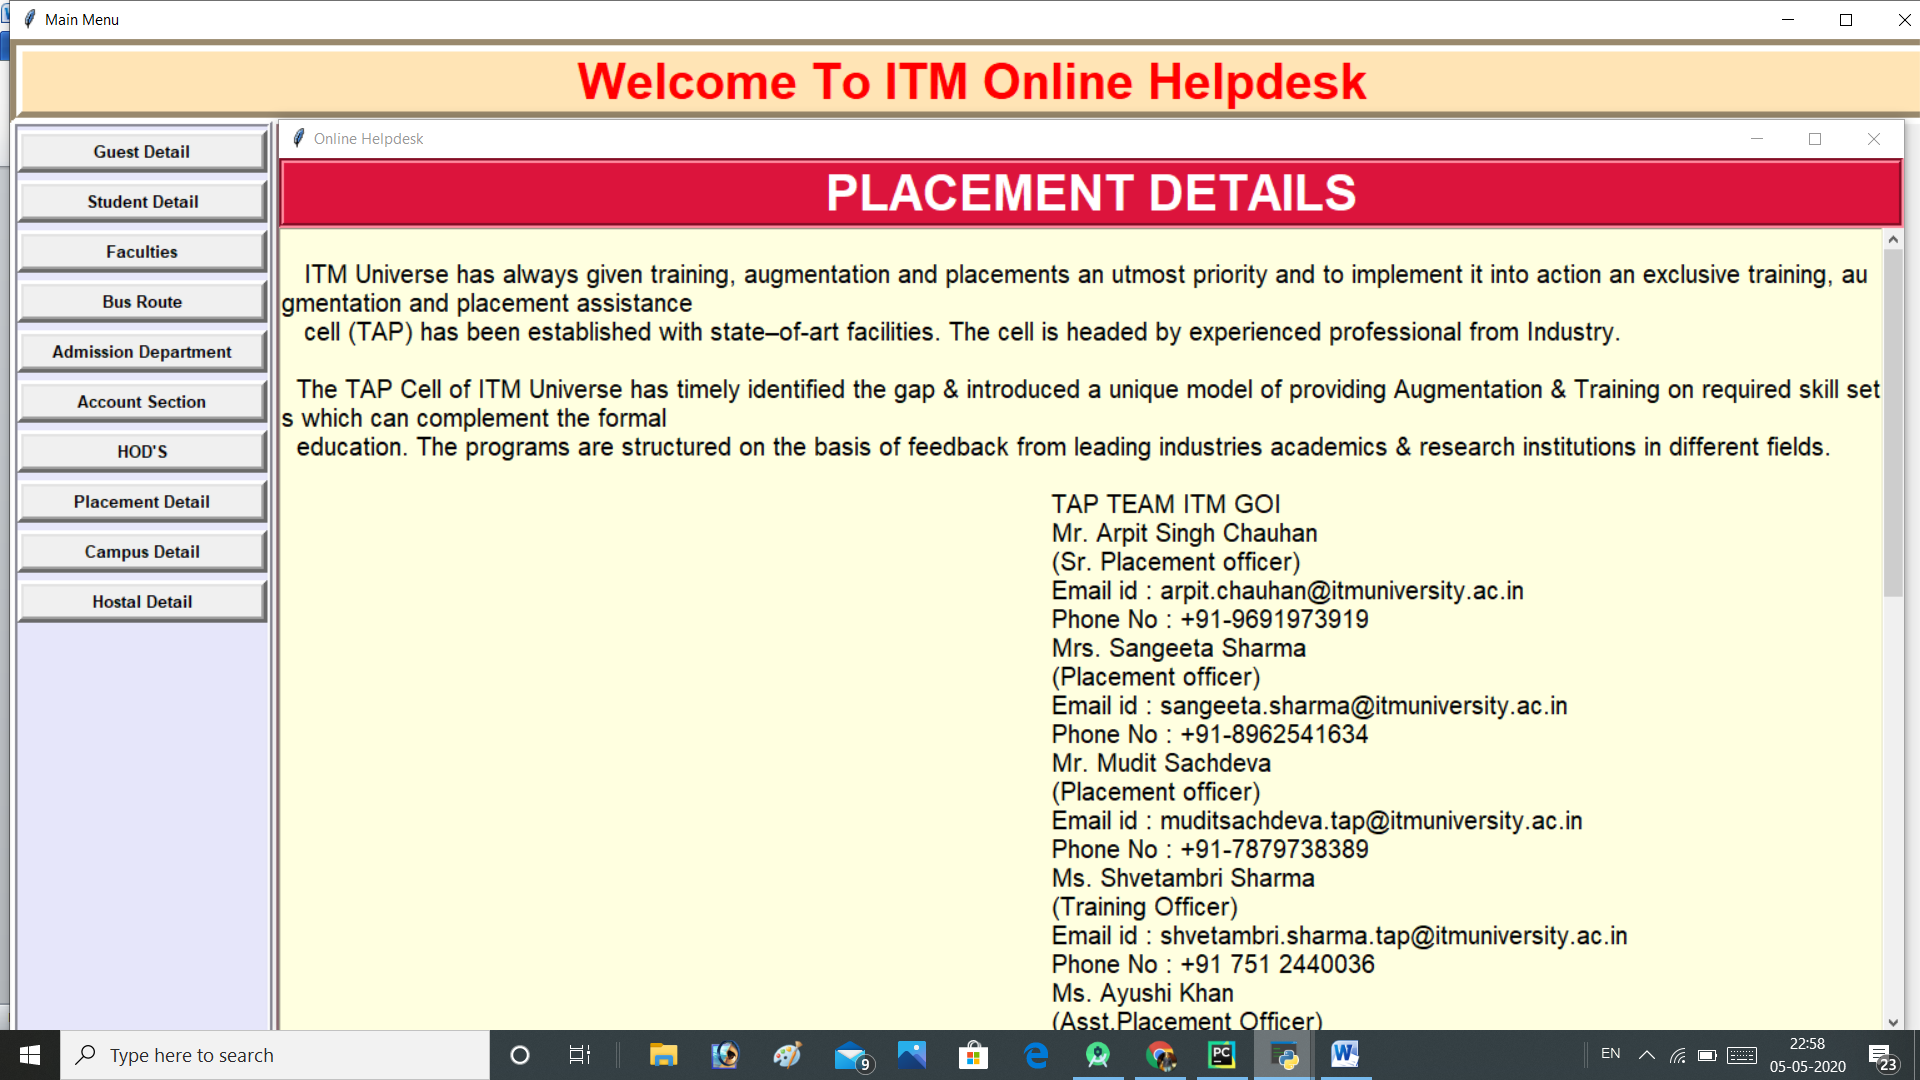 Main Menu
Welcome To ITM Online Helpdesk
Guest Detail
Student Detail
Faculties
Bus Route
Admission Department
Account Section
HOD'S
Placement Detail
Campus Detail
Hostal Detail
Online Helpdesk
PLACEMENT DETAILS
ITM Universe has always given training, augmentation and placements an utmost priority and to implement it into action an exclusive training, au
gmentation and placement assistance
cell (TAP) has been established with state–of-art facilities. The cell is headed by experienced professional from Industry.
The TAP Cell of ITM Universe has timely identified the gap & introduced a unique model of providing Augmentation & Training on required skill set
s which can complement the formal
education. The programs are structured on the basis of feedback from leading industries academics & research institutions in different fields.
TAP TEAM ITM GOI
Mr. Arpit Singh Chauhan
(Sr. Placement officer)
Email id : arpit.chauhan@itmuniversity.ac.in
Phone No : +91-9691973919
Mrs. Sangeeta Sharma
(Placement officer)
Email id : sangeeta.sharma@itmuniversity.ac.in
Phone No : +91-8962541634
Mr. Mudit Sachdeva
(Placement officer)
Email id : muditsachdeva.tap@itmuniversity.ac.in
Phone No : +91-7879738389
Ms. Shvetambri Sharma
(Training Officer)
Email id : shvetambri.sharma.tap@itmuniversity.ac.in
Phone No : +91 751 2440036
Ms. Ayushi Khan
(Asst.Placement Officer)
Type here to search
9
PC
W
EN
22:58
05-05-2020
23